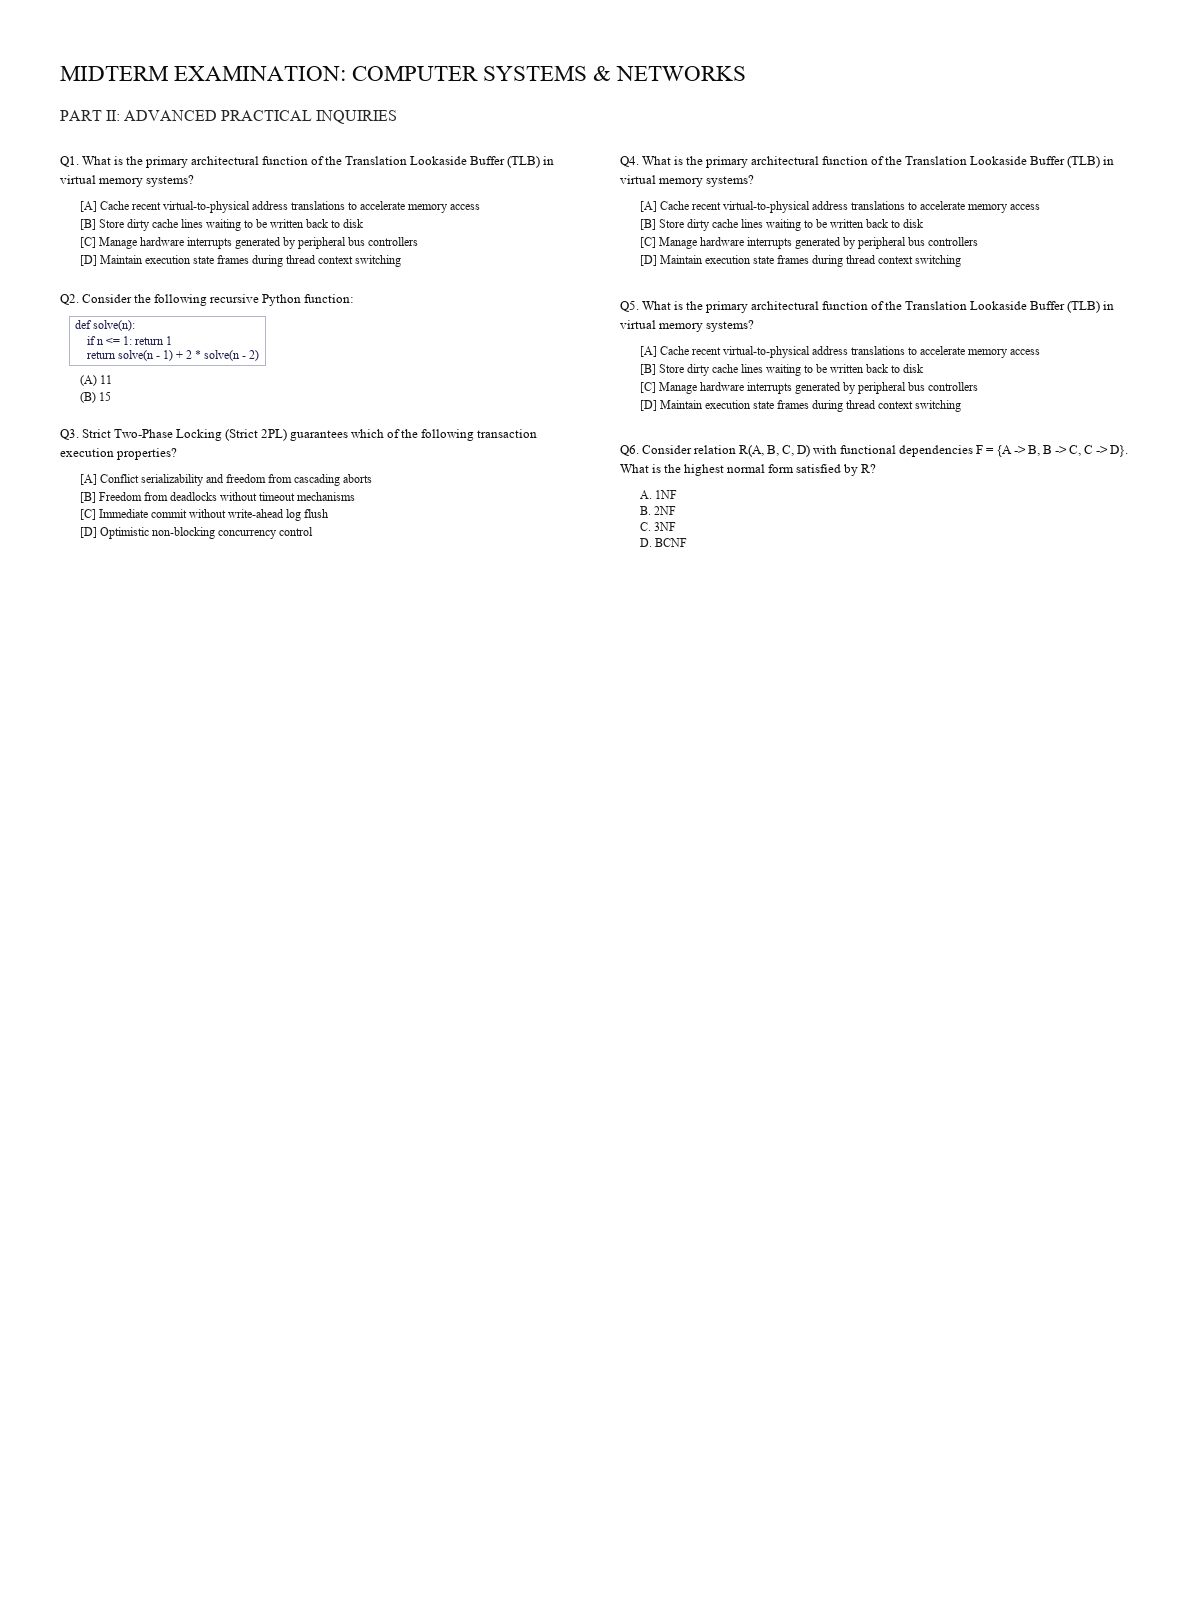 MIDTERM EXAMINATION: COMPUTER SYSTEMS & NETWORKS
PART II: ADVANCED PRACTICAL INQUIRIES
Q1. What is the primary architectural function of the Translation Lookaside Buffer (TLB) in
virtual memory systems?
[A] Cache recent virtual-to-physical address translations to accelerate memory access
[B] Store dirty cache lines waiting to be written back to disk
[C] Manage hardware interrupts generated by peripheral bus controllers
[D] Maintain execution state frames during thread context switching
Q2. Consider the following recursive Python function:
def solve(n):
if n <= 1: return 1
return solve(n - 1) + 2 * solve(n - 2)
(A) 11
(B) 15
Q3. Strict Two-Phase Locking (Strict 2PL) guarantees which of the following transaction
execution properties?
[A] Conflict serializability and freedom from cascading aborts
[B] Freedom from deadlocks without timeout mechanisms
[C] Immediate commit without write-ahead log flush
[D] Optimistic non-blocking concurrency control
Q4. What is the primary architectural function of the Translation Lookaside Buffer (TLB) in
virtual memory systems?
[A] Cache recent virtual-to-physical address translations to accelerate memory access
[B] Store dirty cache lines waiting to be written back to disk
[C] Manage hardware interrupts generated by peripheral bus controllers
[D] Maintain execution state frames during thread context switching
Q5. What is the primary architectural function of the Translation Lookaside Buffer (TLB) in
virtual memory systems?
[A] Cache recent virtual-to-physical address translations to accelerate memory access
[B] Store dirty cache lines waiting to be written back to disk
[C] Manage hardware interrupts generated by peripheral bus controllers
[D] Maintain execution state frames during thread context switching
Q6. Consider relation R(A, B, C, D) with functional dependencies F = {A -> B, B -> C, C -> D}.
What is the highest normal form satisfied by R?
A. 1NF
B. 2NF
C. 3NF
D. BCNF